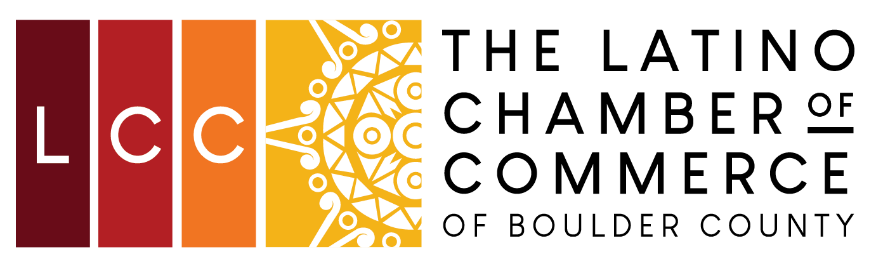 LCC
THE LATINO
CHAMBER OF
COMMERCE
OF BOULDER COUNTY